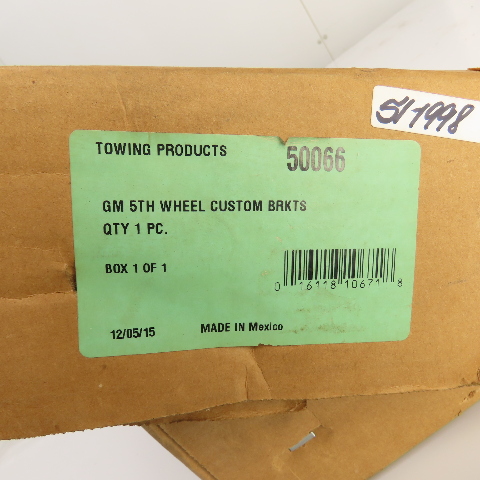 SV1998
TOWING PRODUCTS 50066
GM 5TH WHEEL CUSTOM BRKTS
QTY 1 PC.
BOX 1 OF 1
0 16118 10671 8
12/05/15 MADE IN Mexico